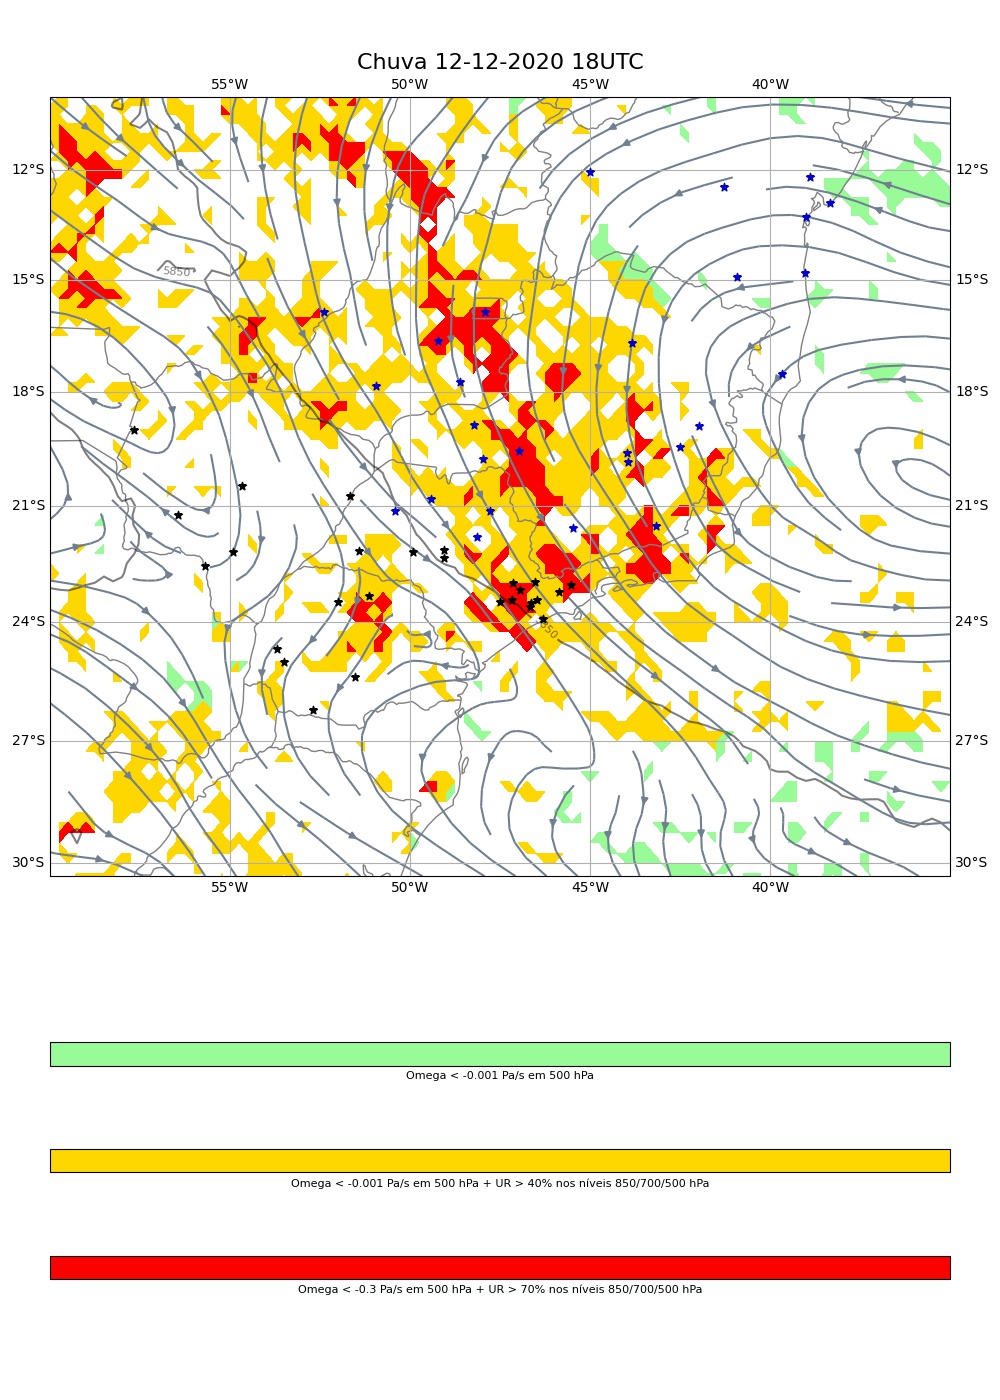 Chuva 12-12-2020 18UTC
55°W 50°W 45°W 40°W
12°S 12°S
5850
15°S 15°S
18°S 18°S
21°S 21°S
24°S 24°S
27°S 27°S
30°S 30°S
55°W 50°W 45°W 40°W
Omega < -0.001 Pa/s em 500 hPa
Omega < -0.001 Pa/s em 500 hPa + UR > 40% nos níveis 850/700/500 hPa
Omega < -0.3 Pa/s em 500 hPa + UR > 70% nos níveis 850/700/500 hPa